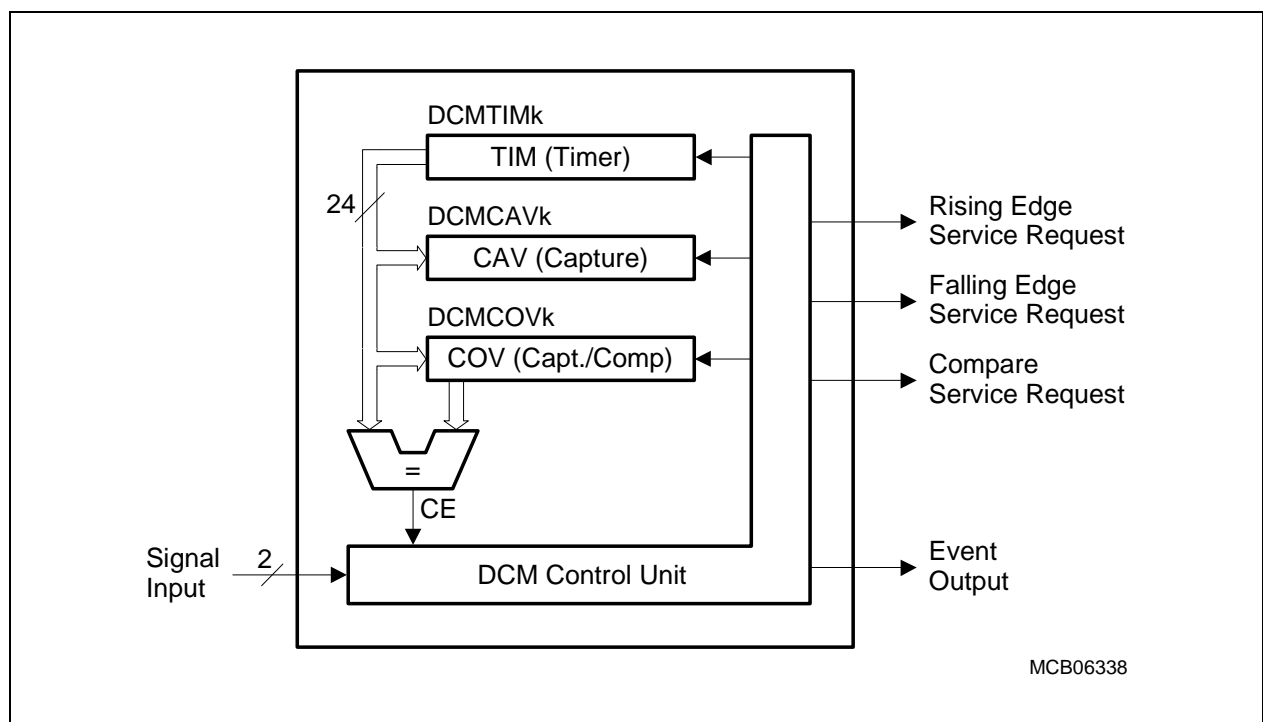 DCMTIMk
TIM (Timer)
24
DCMCAVk
CAV (Capture)
DCMCOVk
COV (Capt./Comp)
=
CE
Signal
Input
2
DCM Control Unit
Rising Edge
Service Request
Falling Edge
Service Request
Compare
Service Request
Event
Output
MCB06338